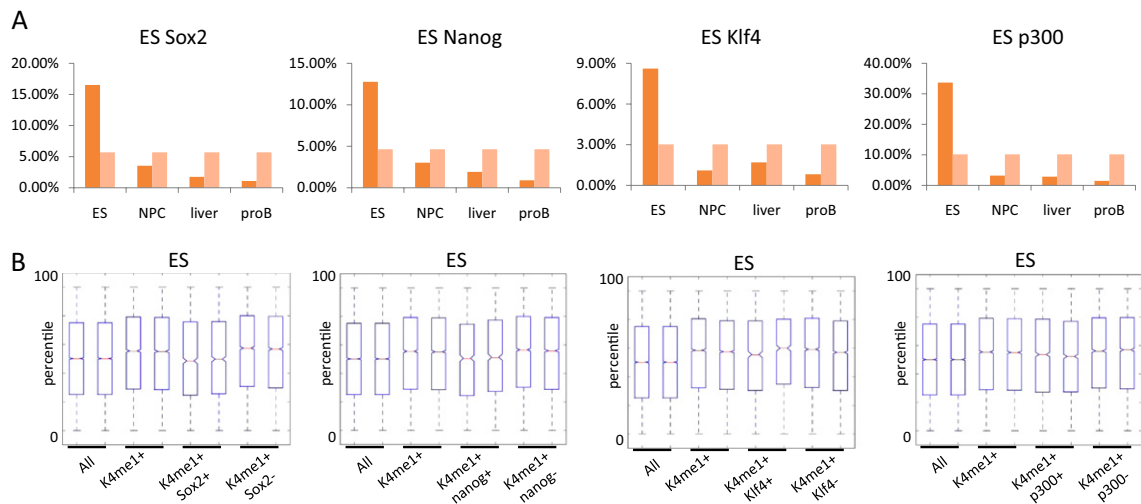 A
ES Sox2
20.00%
15.00%
10.00%
5.00%
0.00%
ES NPC liver proB
ES Nanog
15.00%
10.00%
5.00%
0.00%
ES NPC liver proB
ES Klf4
9.00%
6.00%
3.00%
0.00%
ES NPC liver proB
ES p300
40.00%
30.00%
20.00%
10.00%
0.00%
ES NPC liver proB
B
ES
100
percentile
0
All
K4me1+
K4me1+
Sox2+
K4me1+
Sox2-
ES
100
percentile
0
All
K4me1+
K4me1+
nanog+
K4me1+
nanog-
ES
100
percentile
0
All
K4me1+
K4me1+
Klf4+
K4me1+
Klf4-
ES
100
percentile
0
All
K4me1+
K4me1+
p300+
K4me1+
p300-